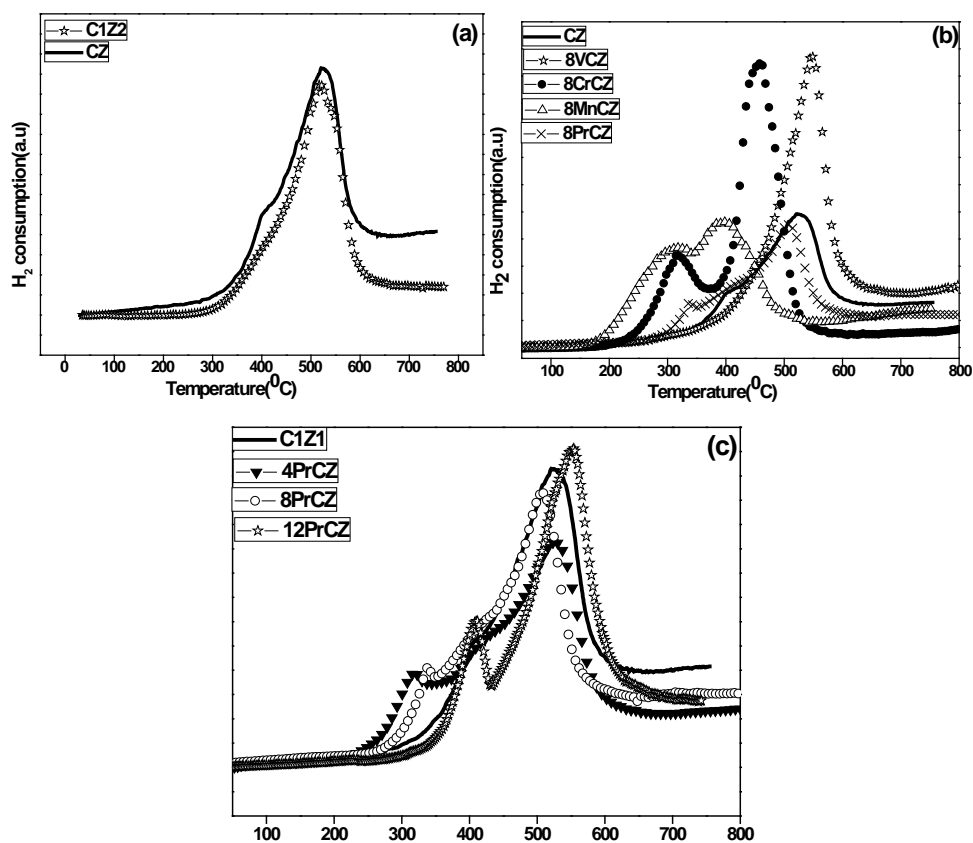 (a)
C1Z2
CZ
H2 consumption(a.u)
0 100 200 300 400 500 600 700 800
Temperature(0C)
(b)
CZ
8VCZ
8CrCZ
8MnCZ
8PrCZ
H2 consumption(a.u)
100 200 300 400 500 600 700 800
Temperature(0C)
(c)
C1Z1
4PrCZ
8PrCZ
12PrCZ
100 200 300 400 500 600 700 800